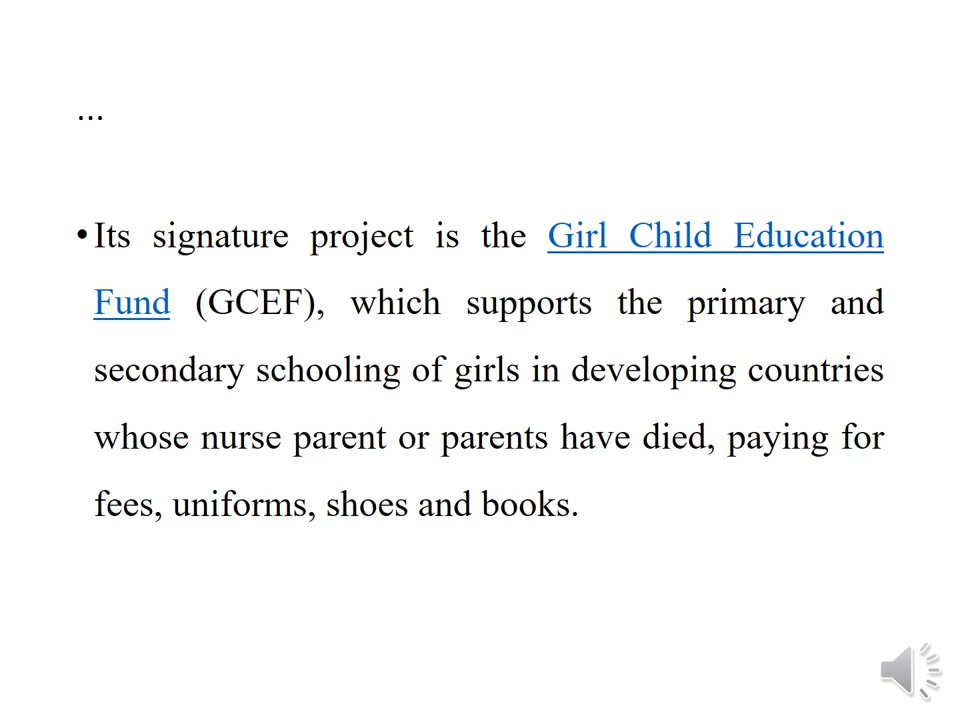 ...
• Its signature project is the Girl Child Education
Fund (GCEF), which supports the primary and
secondary schooling of girls in developing countries
whose nurse parent or parents have died, paying for
fees, uniforms, shoes and books.